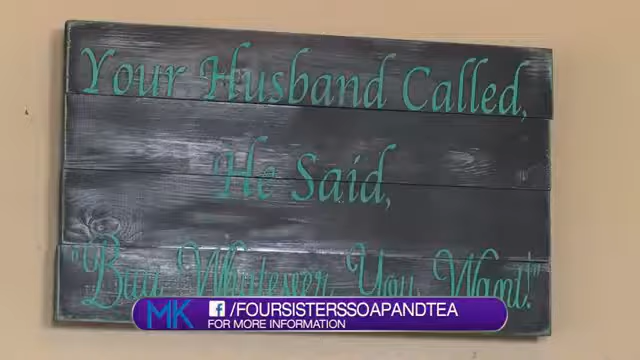 Your Husband Called,
He Said,
"Buy Whatever You Want!"
MK
f /FOURSISTERSSOAPANDTEA
FOR MORE INFORMATION